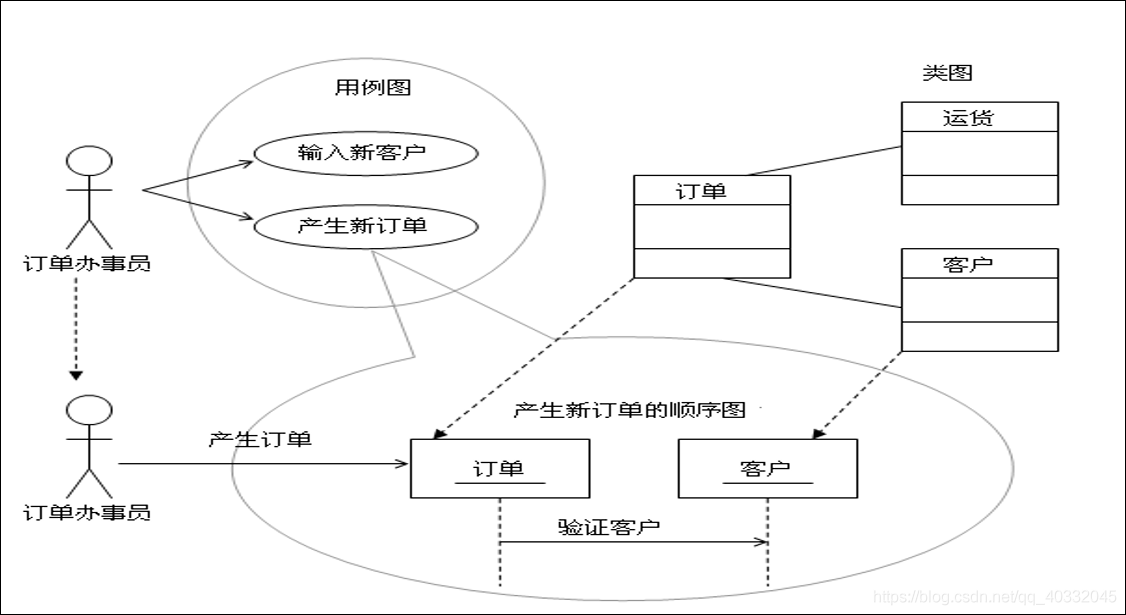 用例图
类图
输入新客户
运货
产生新订单
订单
订单办事员
客户
产生新订单的顺序图
产生订单
订单
客户
订单办事员
验证客户
https://blog.csdn.net/qq_40332045